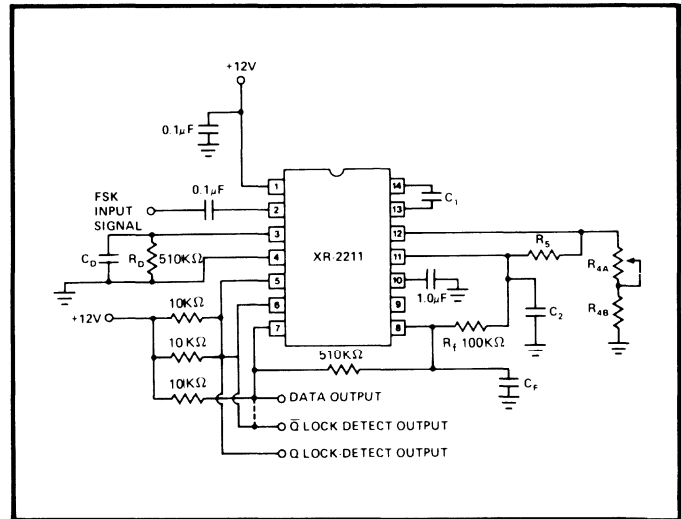 +12V
0.1μF
FSK
INPUT
SIGNAL
0.1μF
1
2
3
4
5
6
7
XR-2211
14
13
12
11
10
9
8
C1
R5
R4A
R4B
C2
1.0μF
CD
RD
510KΩ
+12V
10KΩ
10KΩ
10KΩ
510KΩ
Rf 100KΩ
CF
DATA OUTPUT
Q̅ LOCK DETECT OUTPUT
Q LOCK-DETECT OUTPUT